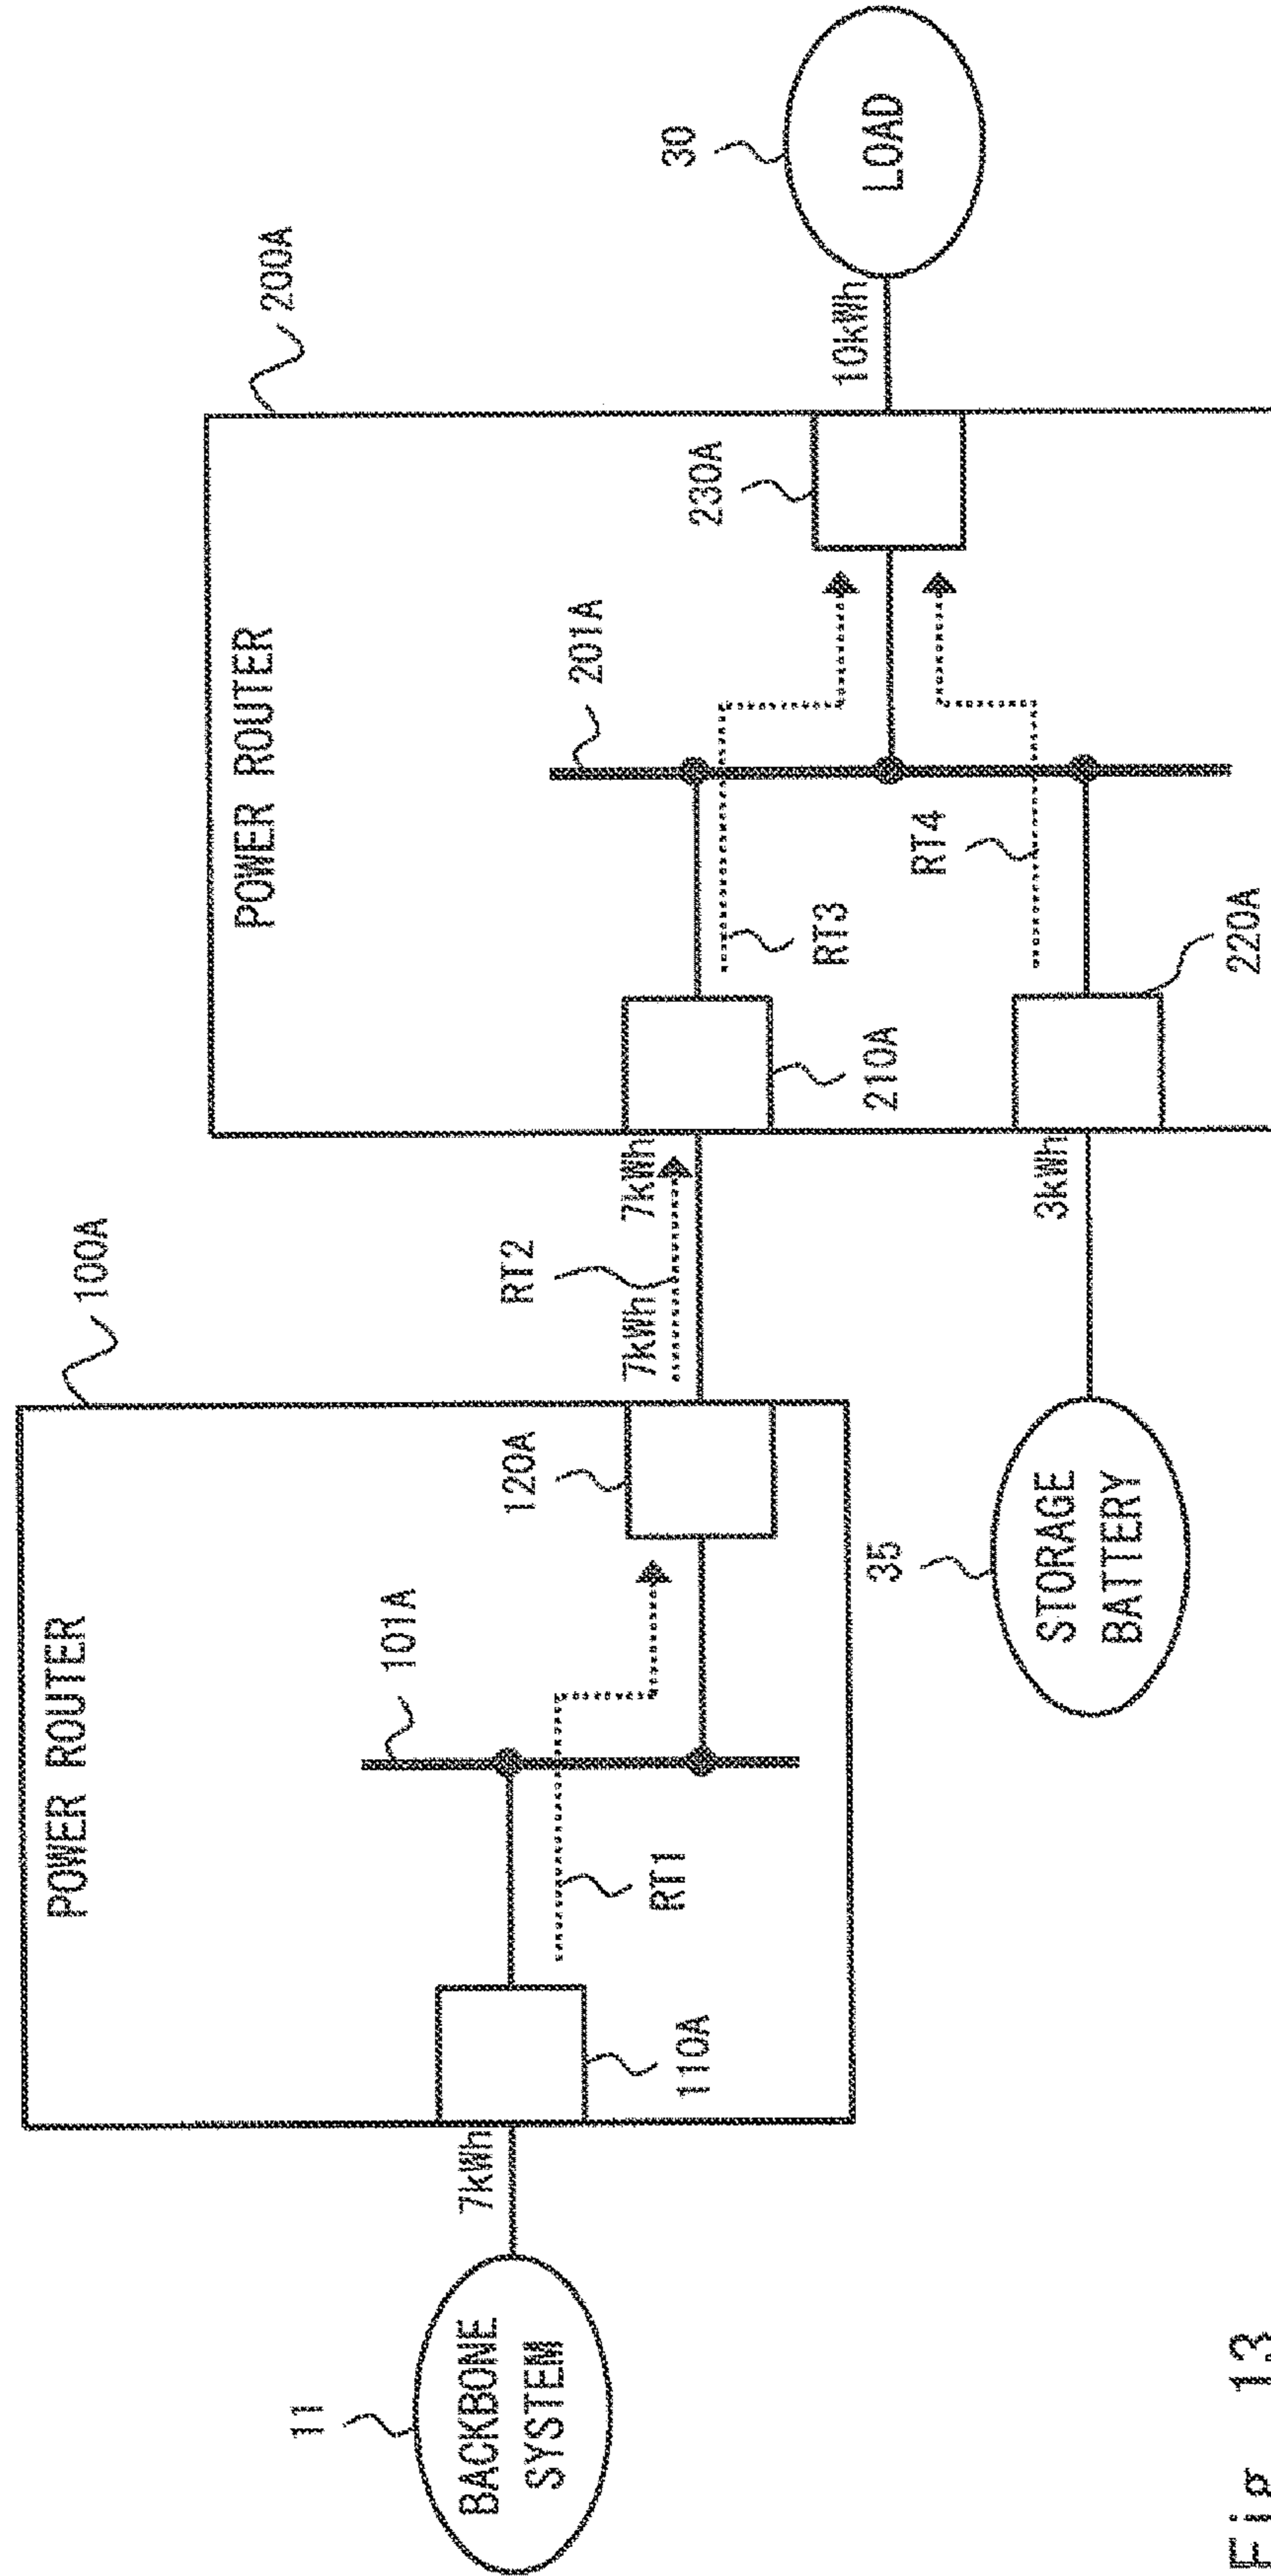 11
BACKBONE
SYSTEM
7kWh
POWER ROUTER
100A
110A
101A
RT1
120A
RT2
7kWh
7kWh
35
STORAGE
BATTERY
3kWh
POWER ROUTER
200A
210A
220A
201A
RT3
RT4
230A
10kWh
30
LOAD
Fig. 13